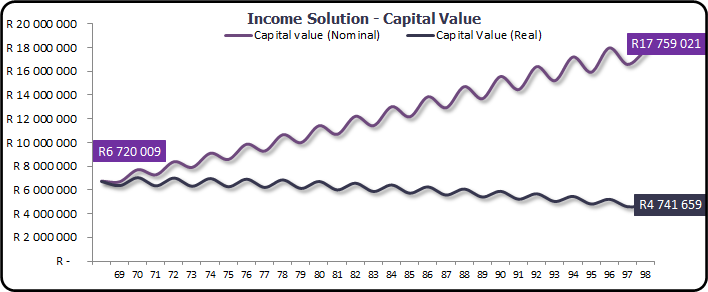 Income Solution - Capital Value
Capital value (Nominal) Capital Value (Real)
R 20 000 000
R 18 000 000
R 16 000 000
R 14 000 000
R 12 000 000
R 10 000 000
R 8 000 000
R 6 000 000
R 4 000 000
R 2 000 000
R -
R17 759 021
R6 720 009
R4 741 659
69 70 71 72 73 74 75 76 77 78 79 80 81 82 83 84 85 86 87 88 89 90 91 92 93 94 95 96 97 98